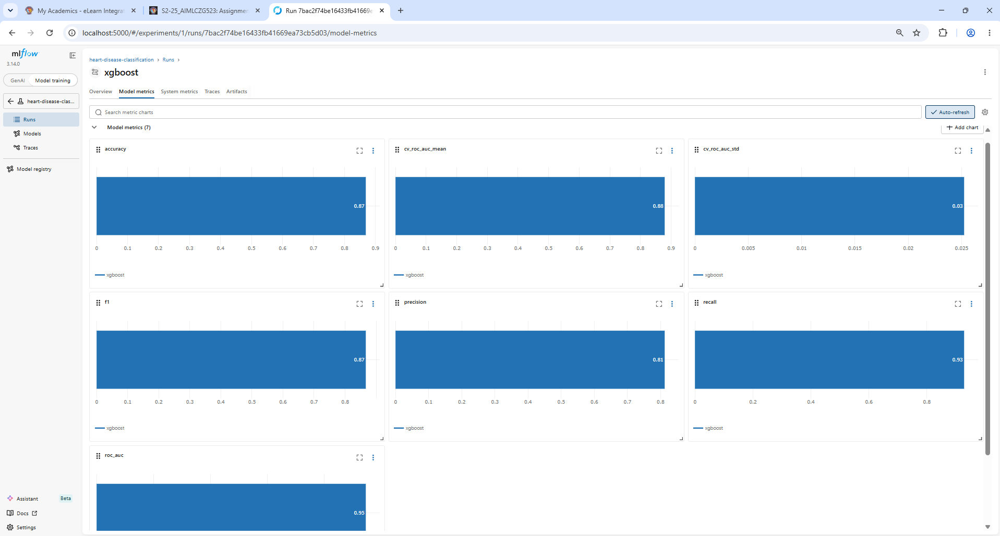 My Academics - eLearn Integra
S2-25_AIMLCZG523: Assignmen
Run 7bac2f74be16433fb41669e
localhost:5000/#/experiments/1/runs/7bac2f74be16433fb41669ea73cb5d03/model-metrics
mlflow
3.14.0
GenAI
Model training
heart-disease-clas...
Runs
Models
Traces
Model registry
Assistant
Beta
Docs
Settings
heart-disease-classification > Runs >
xgboost
Overview
Model metrics
System metrics
Traces
Artifacts
Search metric charts
Auto-refresh
Model metrics (7)
Add chart
accuracy
0.87
0 0.1 0.2 0.3 0.4 0.5 0.6 0.7 0.8 0.9
xgboost
cv_roc_auc_mean
0.88
0 0.1 0.2 0.3 0.4 0.5 0.6 0.7 0.8 0.9
xgboost
cv_roc_auc_std
0.03
0 0.005 0.01 0.015 0.02 0.025
xgboost
f1
0.87
0 0.1 0.2 0.3 0.4 0.5 0.6 0.7 0.8
xgboost
precision
0.81
0 0.1 0.2 0.3 0.4 0.5 0.6 0.7 0.8
xgboost
recall
0.93
0 0.2 0.4 0.6 0.8
xgboost
roc_auc
0.95